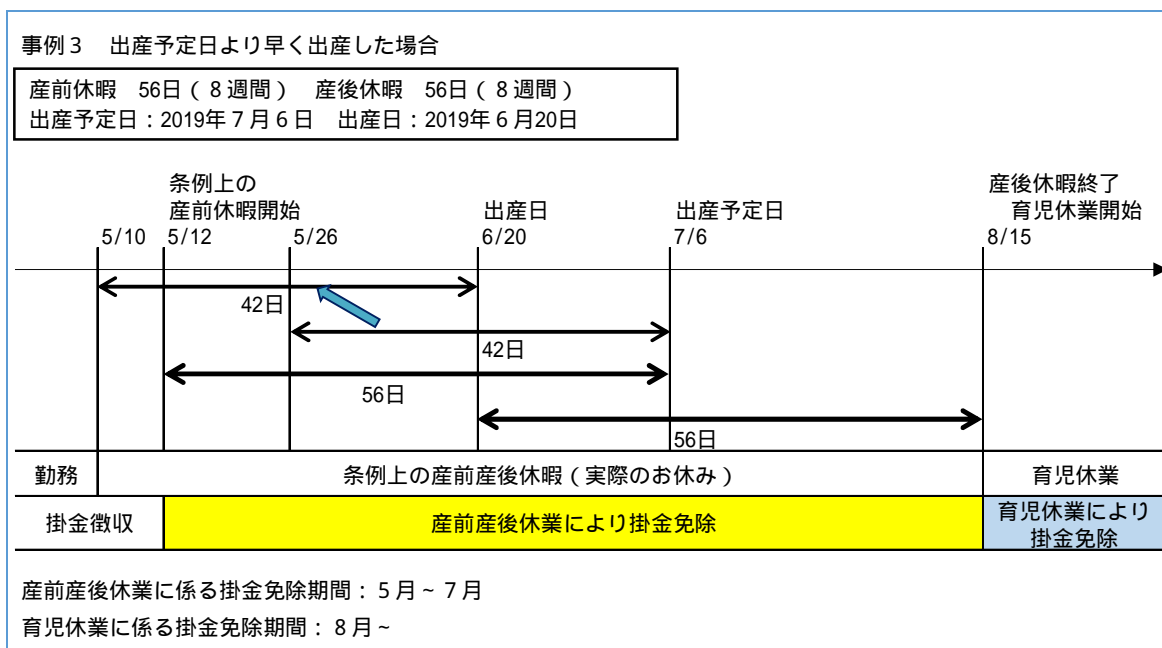 事例３　出産予定日より早く出産した場合
産前休暇　56日（８週間）　産後休暇　56日（８週間）
出産予定日：2019年７月６日　出産日：2019年６月20日
条例上の
産前休暇開始
出産日
出産予定日
産後休暇終了
育児休業開始
5/10
5/12
5/26
6/20
7/6
8/15
42日
42日
56日
56日
勤務
条例上の産前産後休暇（実際のお休み）
育児休業
掛金徴収
産前産後休業により掛金免除
育児休業により
掛金免除
産前産後休業に係る掛金免除期間：５月～７月
育児休業に係る掛金免除期間：８月～